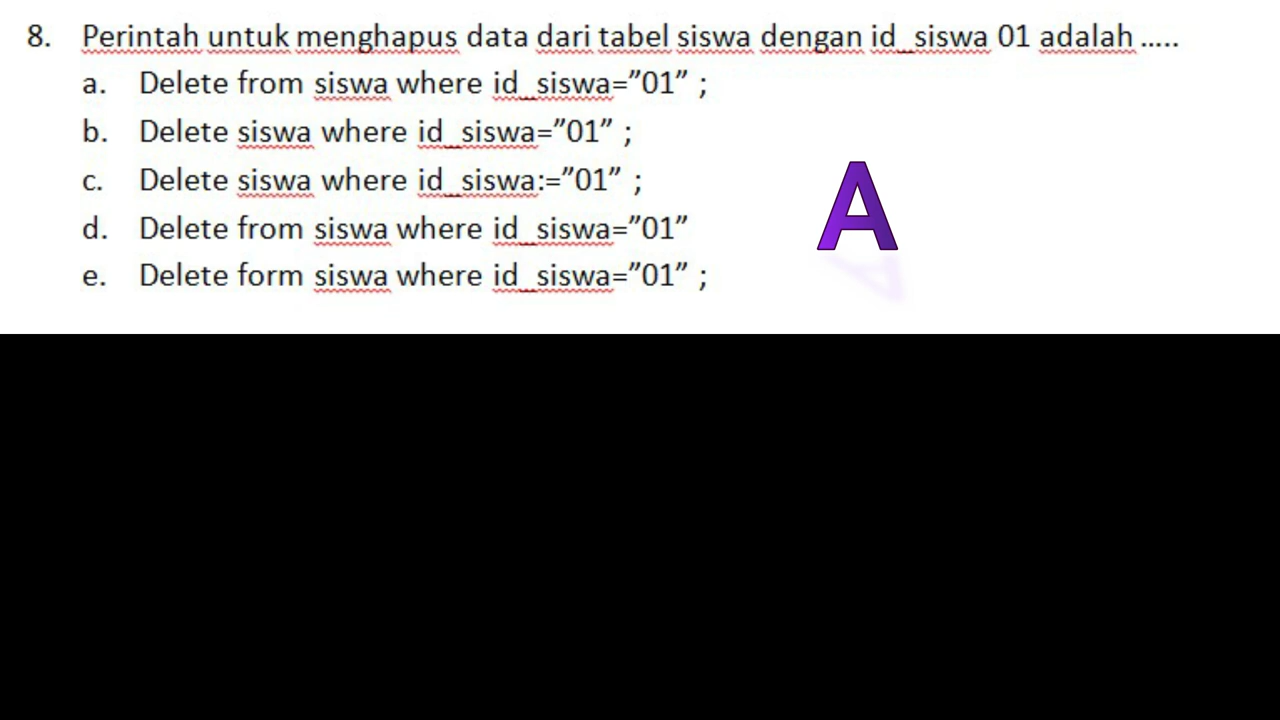 8. Perintah untuk menghapus data dari tabel siswa dengan id_siswa 01 adalah .....
a. Delete from siswa where id_siswa=”01” ;
b. Delete siswa where id_siswa=”01” ;
c. Delete siswa where id_siswa:=”01” ;
d. Delete from siswa where id_siswa=”01”
e. Delete form siswa where id_siswa=”01” ;
A